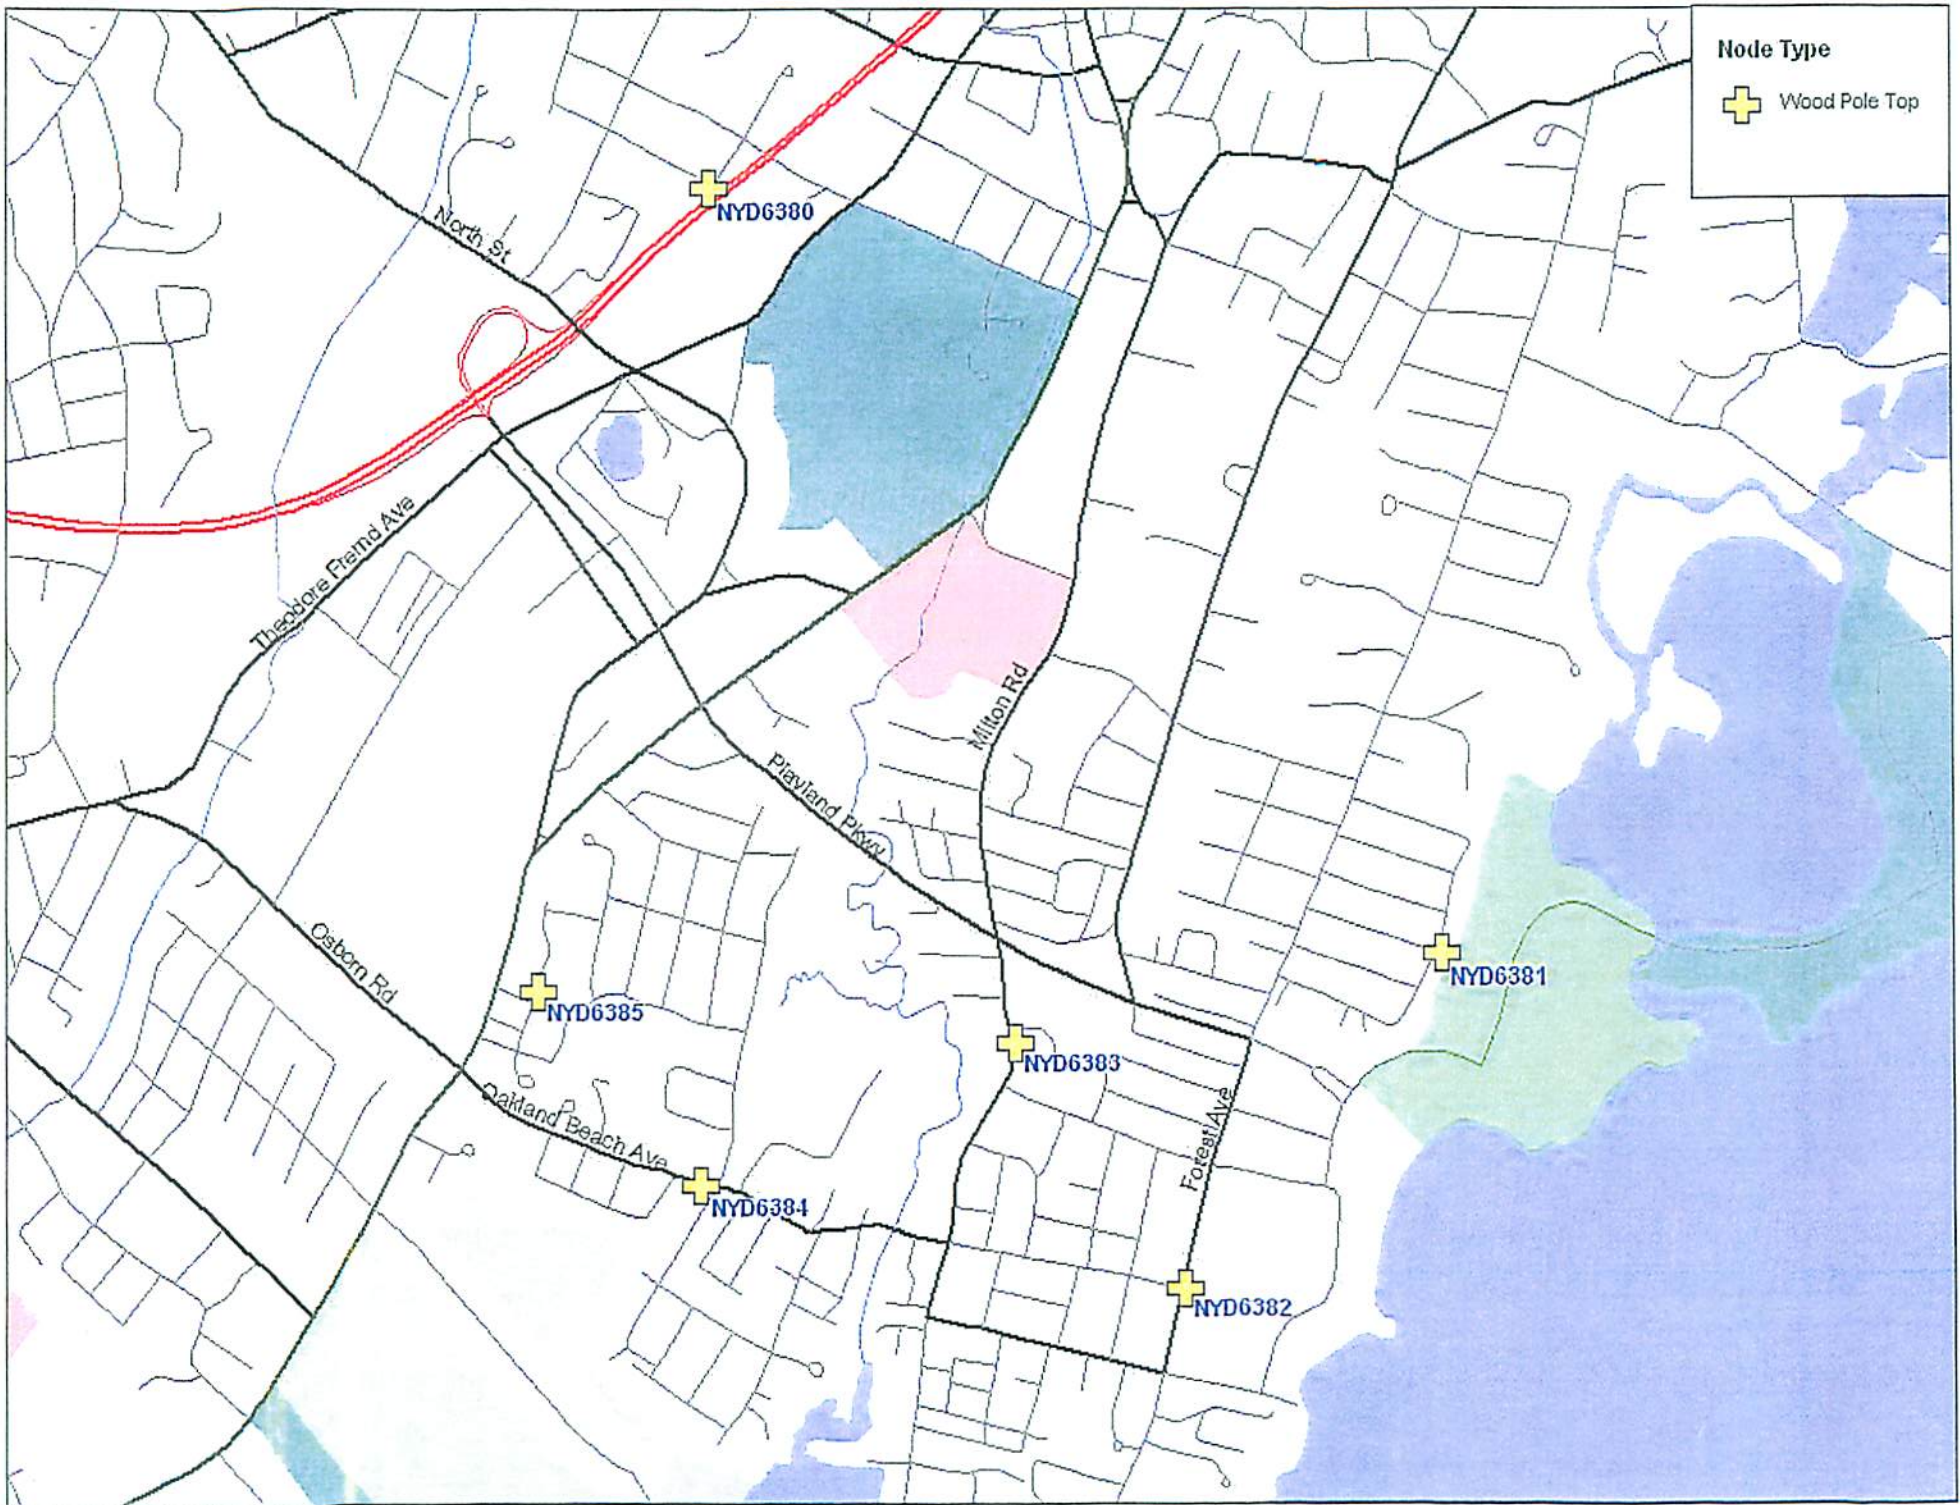 Node Type
Wood Pole Top
NYD6380
North St
Theodore Fremd Ave
Milton Rd
Playland Pkwy
Osborn Rd
NYD6381
NYD6385
NYD6383
Oakland Beach Ave
Forest Ave
NYD6384
NYD6382